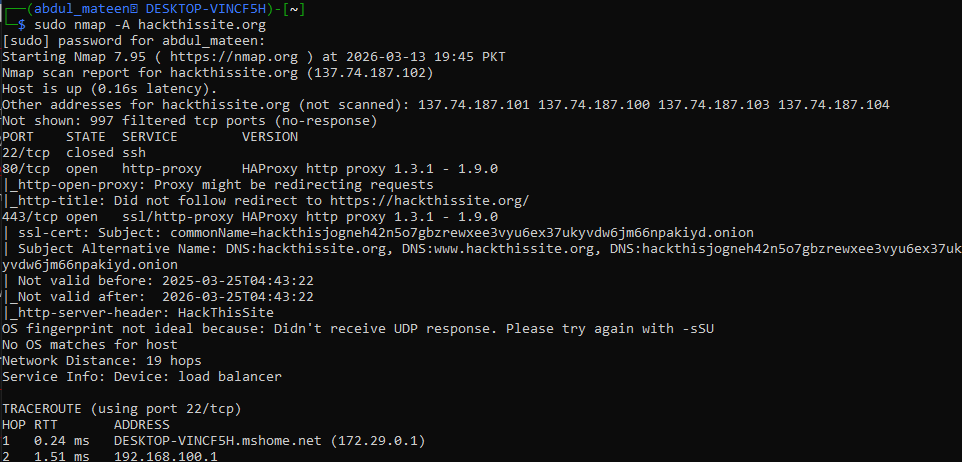 (abdul_mateen㉿ DESKTOP-VINCF5H)-[~]
$ sudo nmap -A hackthissite.org
[sudo] password for abdul_mateen:
Starting Nmap 7.95 ( https://nmap.org ) at 2026-03-13 19:45 PKT
Nmap scan report for hackthissite.org (137.74.187.102)
Host is up (0.16s latency).
Other addresses for hackthissite.org (not scanned): 137.74.187.101 137.74.187.100 137.74.187.103 137.74.187.104
Not shown: 997 filtered tcp ports (no-response)
PORT    STATE  SERVICE        VERSION
22/tcp  closed ssh
80/tcp  open   http-proxy     HAProxy http proxy 1.3.1 - 1.9.0
|_http-open-proxy: Proxy might be redirecting requests
|_http-title: Did not follow redirect to https://hackthissite.org/
443/tcp open   ssl/http-proxy HAProxy http proxy 1.3.1 - 1.9.0
| ssl-cert: Subject: commonName=hackthisjogneh42n5o7gbzrewxee3vyu6ex37ukyvdw6jm66npakiyd.onion
| Subject Alternative Name: DNS:hackthissite.org, DNS:www.hackthissite.org, DNS:hackthisjogneh42n5o7gbzrewxee3vyu6ex37uk
yvdw6jm66npakiyd.onion
| Not valid before: 2025-03-25T04:43:22
|_Not valid after:  2026-03-25T04:43:22
|_http-server-header: HackThisSite
OS fingerprint not ideal because: Didn't receive UDP response. Please try again with -sSU
No OS matches for host
Network Distance: 19 hops
Service Info: Device: load balancer
TRACEROUTE (using port 22/tcp)
HOP RTT       ADDRESS
1   0.24 ms   DESKTOP-VINCF5H.mshome.net (172.29.0.1)
2   1.51 ms   192.168.100.1